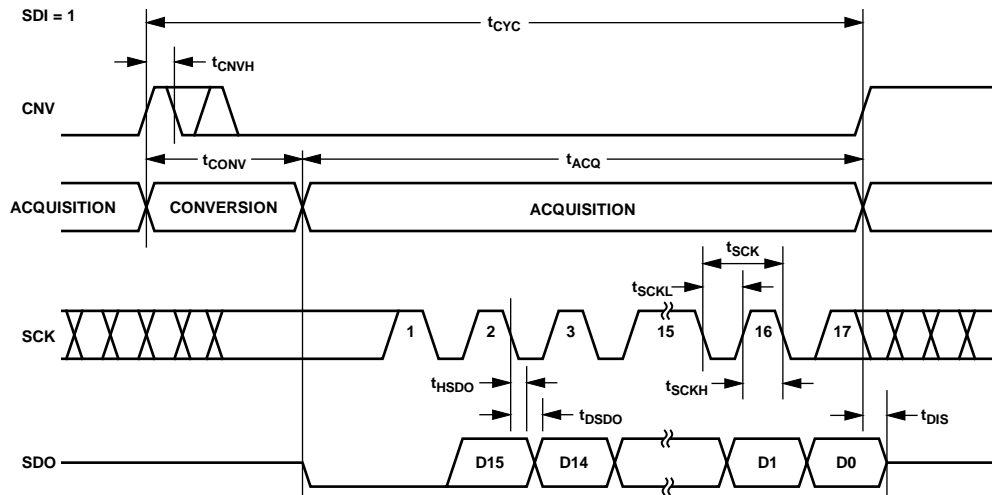 SDI = 1
tCYC
tCNVH
CNV
tCONV
tACQ
ACQUISITION
CONVERSION
ACQUISITION
tSCK
tSCKL
SCK
1
2
3
15
16
17
tHSDO
tSCKH
tDSDO
tDIS
SDO
D15
D14
D1
D0